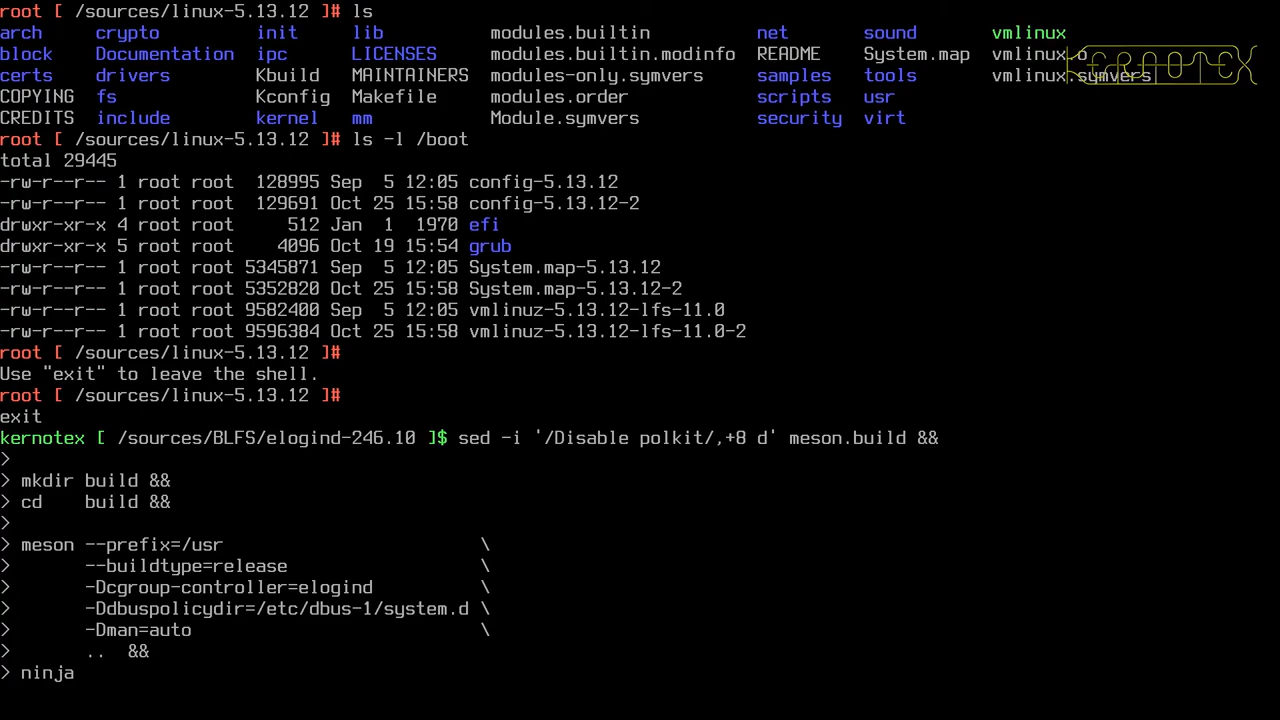 root [ /sources/linux-5.13.12 ]# ls
arch     crypto         init     lib          modules.builtin          net       sound       vmlinux
block    Documentation  ipc      LICENSES     modules.builtin.modinfo  README    System.map  vmlinux.o
certs    drivers        Kbuild   MAINTAINERS  modules-only.symvers     samples   tools       vmlinux.symvers
COPYING  fs             Kconfig  Makefile     modules.order            scripts   usr
CREDITS  include        kernel   mm           Module.symvers           security  virt
KERNOTEX
root [ /sources/linux-5.13.12 ]# ls -l /boot
total 29445
-rw-r--r-- 1 root root  128995 Sep  5 12:05 config-5.13.12
-rw-r--r-- 1 root root  129691 Oct 25 15:58 config-5.13.12-2
drwxr-xr-x 4 root root     512 Jan  1  1970 efi
drwxr-xr-x 5 root root    4096 Oct 19 15:54 grub
-rw-r--r-- 1 root root 5345871 Sep  5 12:05 System.map-5.13.12
-rw-r--r-- 1 root root 5352820 Oct 25 15:58 System.map-5.13.12-2
-rw-r--r-- 1 root root 9582400 Sep  5 12:05 vmlinuz-5.13.12-lfs-11.0
-rw-r--r-- 1 root root 9596384 Oct 25 15:58 vmlinuz-5.13.12-lfs-11.0-2
root [ /sources/linux-5.13.12 ]#
Use "exit" to leave the shell.
root [ /sources/linux-5.13.12 ]#
exit
kernotex [ /sources/BLFS/elogind-246.10 ]$ sed -i '/Disable polkit/,+8 d' meson.build &&
>
> mkdir build &&
> cd    build &&
>
> meson --prefix=/usr                        \
>       --buildtype=release                  \
>       -Dcgroup-controller=elogind          \
>       -Ddbuspolicydir=/etc/dbus-1/system.d \
>       -Dman=auto                           \
>       ..  &&
> ninja